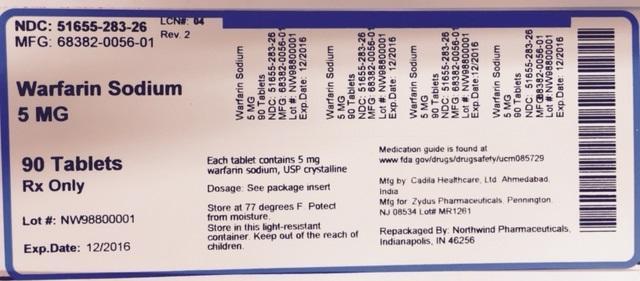 NDC: 51655-283-26
LCN#: 04
MFG: 68382-0056-01
Rev. 2
Warfarin Sodium
5 MG
90 Tablets
Rx Only
Lot #: NW98800001
Exp.Date: 12/2016
Warfarin Sodium
5 MG
90 Tablets
NDC: 51655-283-26
MFG: 68382-0056-01
Lot #: NW98800001
Exp.Date: 12/2016
Warfarin Sodium
5 MG
90 Tablets
NDC: 51655-283-26
MFG: 68382-0056-01
Lot #: NW98800001
Exp.Date: 12/2016
Warfarin Sodium
5 MG
90 Tablets
NDC: 51655-283-26
MFG: 68382-0056-01
Lot #: NW98800001
Exp.Date: 12/2016
Warfarin Sodium
5 MG
90 Tablets
NDC: 51655-283-26
MFG:68382-0056-01
Lot #: NW98800001
Exp.Date: 12/2016
Each tablet contains 5 mg
warfarin sodium, USP crystalline
Dosage: See package insert
Store at 77 degrees F. Potect
from moisture.
Store in this light-resistant
container. Keep out of the reach of
children.
Medication guide is found at
www.fda.gov/drugs/drugsafety/ucm085729
Mfg by: Cadila Healthcare, Ltd. Ahmedabad,
India
Mfg for: Zydus Pharmaceuticals, Pennington,
NJ 08534 Lot# MR1261
Repackaged By: Northwind Pharmaceuticals,
Indianapolis, IN 46256